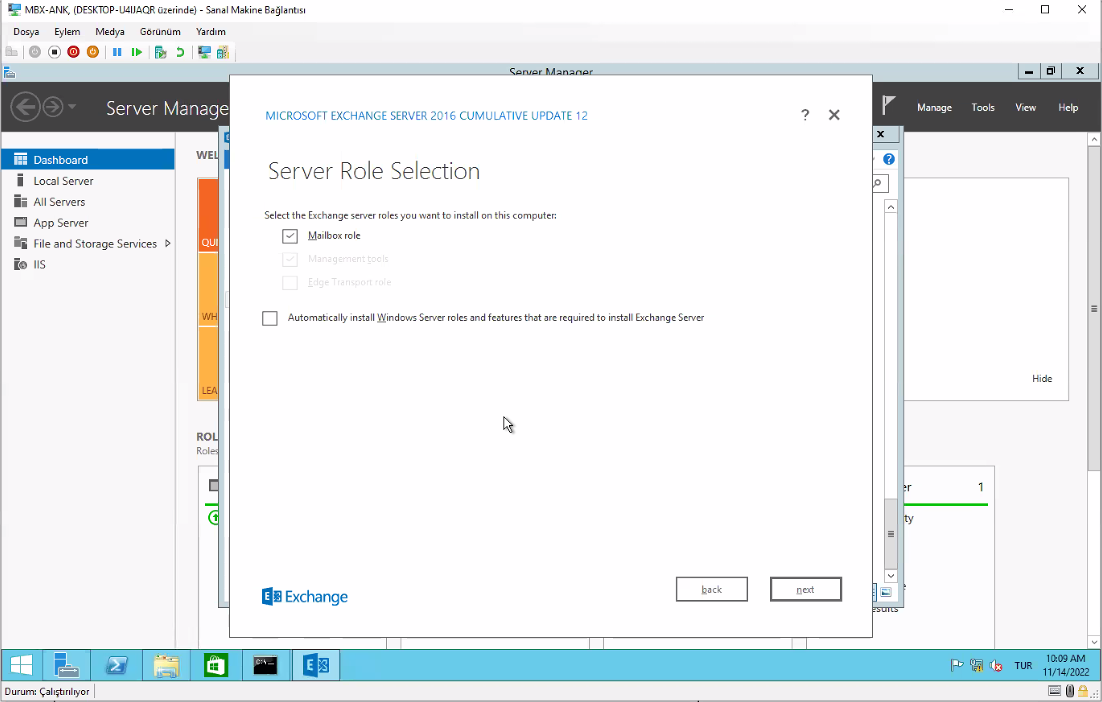 MBX-ANK, (DESKTOP-U4IJAQR üzerinde) - Sanal Makine Bağlantısı
Dosya Eylem Medya Görünüm Yardım
Server Manager
Server Manage
Manage Tools View Help
MICROSOFT EXCHANGE SERVER 2016 CUMULATIVE UPDATE 12
?
Server Role Selection
Select the Exchange server roles you want to install on this computer:
Mailbox role
Management tools
Edge Transport role
Automatically install Windows Server roles and features that are required to install Exchange Server
back next
Exchange
Dashboard
Local Server
All Servers
App Server
File and Storage Services
IIS
WEL
QUI
WH
LEA
Hide
ROL
Roles
er 1
ty
e
esults
TUR
10:09 AM
11/14/2022
Durum: Çalıştırılıyor